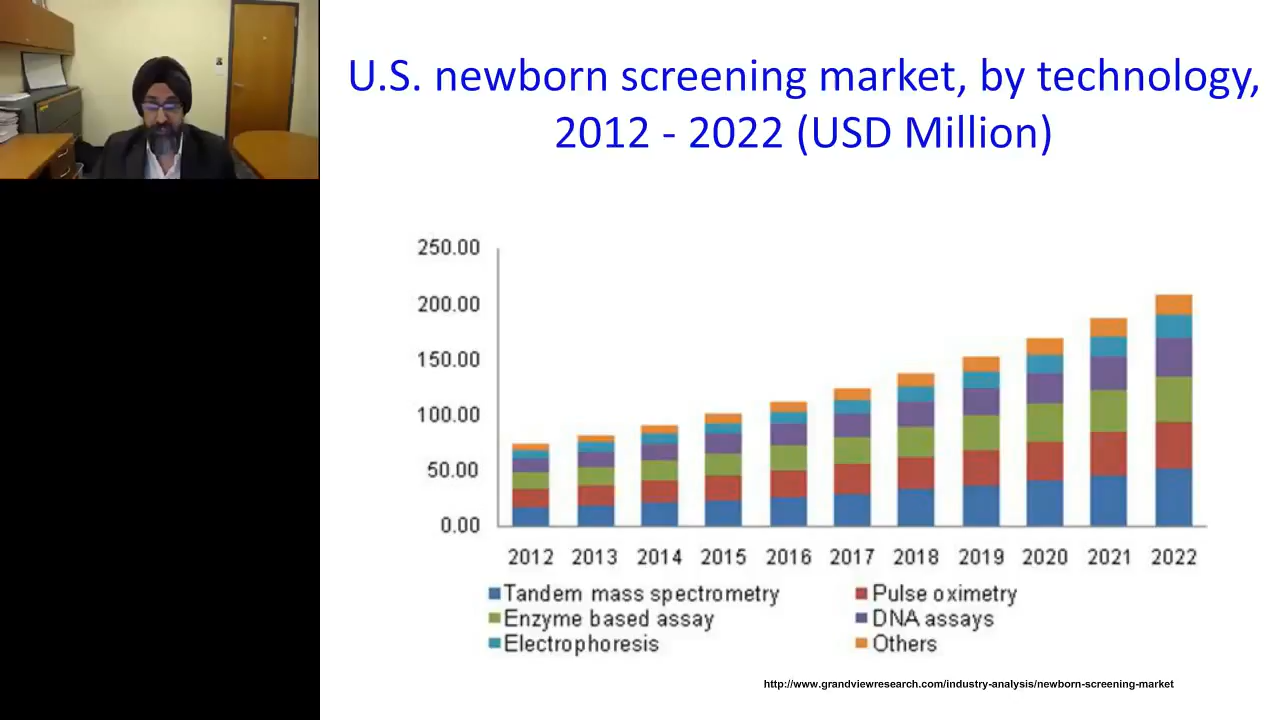 U.S. newborn screening market, by technology,
2012 - 2022 (USD Million)
250.00
200.00
150.00
100.00
50.00
0.00
2012 2013 2014 2015 2016 2017 2018 2019 2020 2021 2022
Tandem mass spectrometry Pulse oximetry
Enzyme based assay DNA assays
Electrophoresis Others
http://www.grandviewresearch.com/industry-analysis/newborn-screening-market